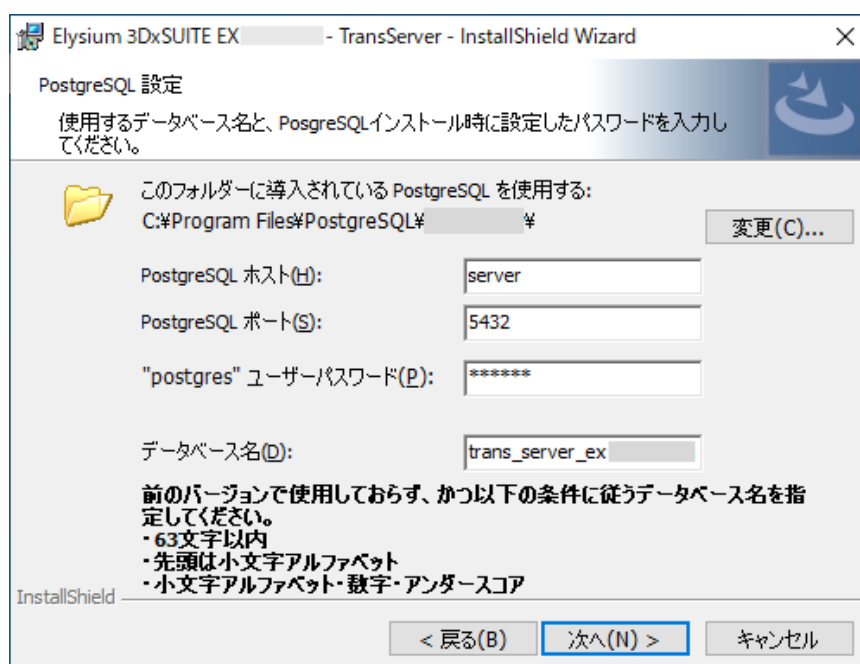 Elysium 3DxSUITE EX - TransServer - InstallShield Wizard
PostgreSQL 設定
使用するデータベース名と、PosgreSQLインストール時に設定したパスワードを入力し
てください。
このフォルダーに導入されている PostgreSQL を使用する:
C:¥Program Files¥PostgreSQL¥ ¥
変更(C)...
PostgreSQL ホスト(H): server
PostgreSQL ポート(S): 5432
"postgres" ユーザーパスワード(P): ******
データベース名(D): trans_server_ex
前のバージョンで使用しておらず、かつ以下の条件に従うデータベース名を指
定してください。
・63文字以内
・先頭は小文字アルファベット
・小文字アルファベット・数字・アンダースコア
InstallShield
< 戻る(B) 次へ(N) > キャンセル